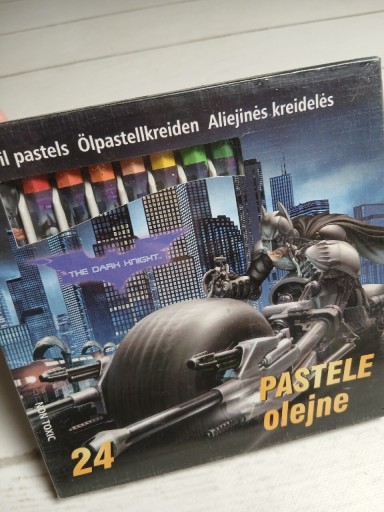 il pastels Ölpastellkreiden Aliejinės kreidelės
THE DARK KNIGHT
NON TOXIC
PASTELE
olejne
24